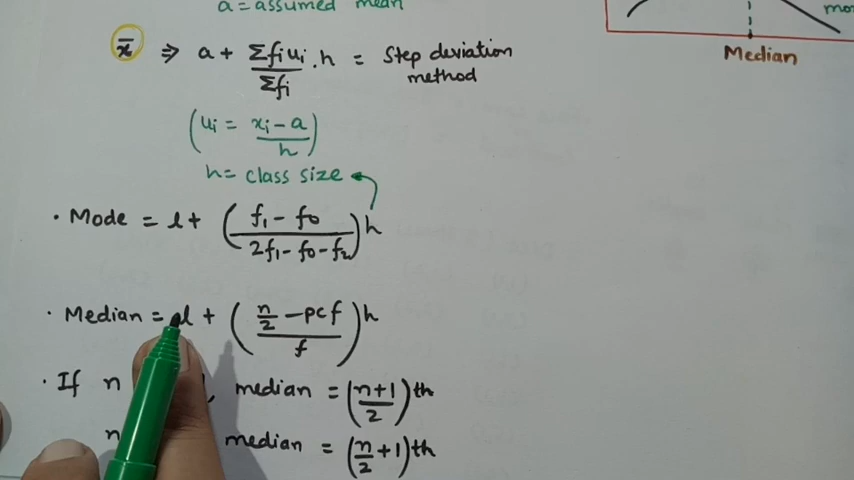 a = assumed mean
mo
x̄ ⇒ a + Σfiui/Σfi . h = Step deviation method
Median
(ui = xi - a / h)
h = class size
· Mode = l + (f1 - f0 / 2f1 - f0 - f2) h
· Median = l + (n/2 - pcf / f) h
· If n , median = (n+1/2)th
n median = (n/2 + 1)th